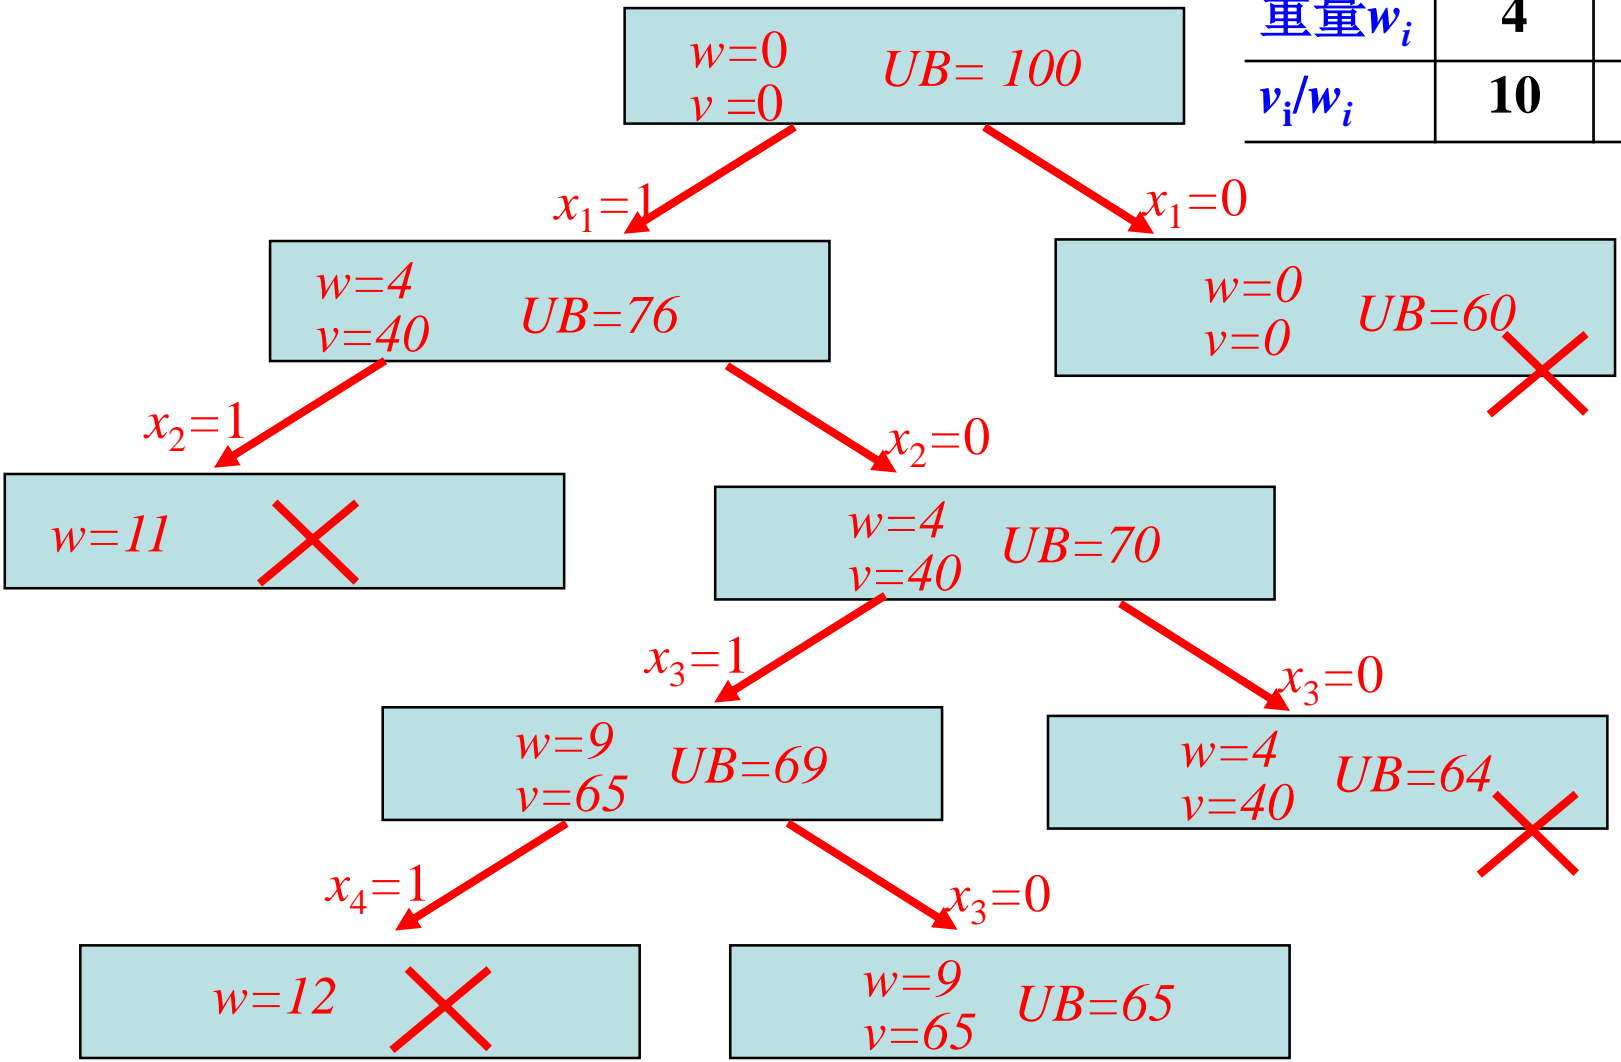 重量wᵢ 4
vᵢ/wᵢ 10
w=0
v =0
UB= 100
x₁=1
x₁=0
w=4
v=40
UB=76
w=0
v=0
UB=60
x₂=1
x₂=0
w=11
w=4
v=40
UB=70
x₃=1
x₃=0
w=9
v=65
UB=69
w=4
v=40
UB=64
x₄=1
x₃=0
w=12
w=9
v=65
UB=65